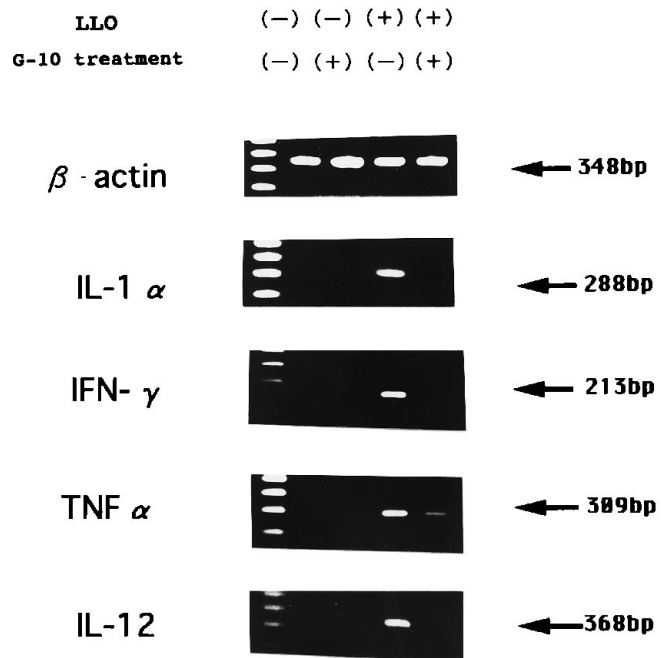 LLO (−) (−) (+) (+)
G-10 treatment (−) (+) (−) (+)
β - actin 348bp
IL-1 α 288bp
IFN- γ 213bp
TNF α 309bp
IL-12 368bp